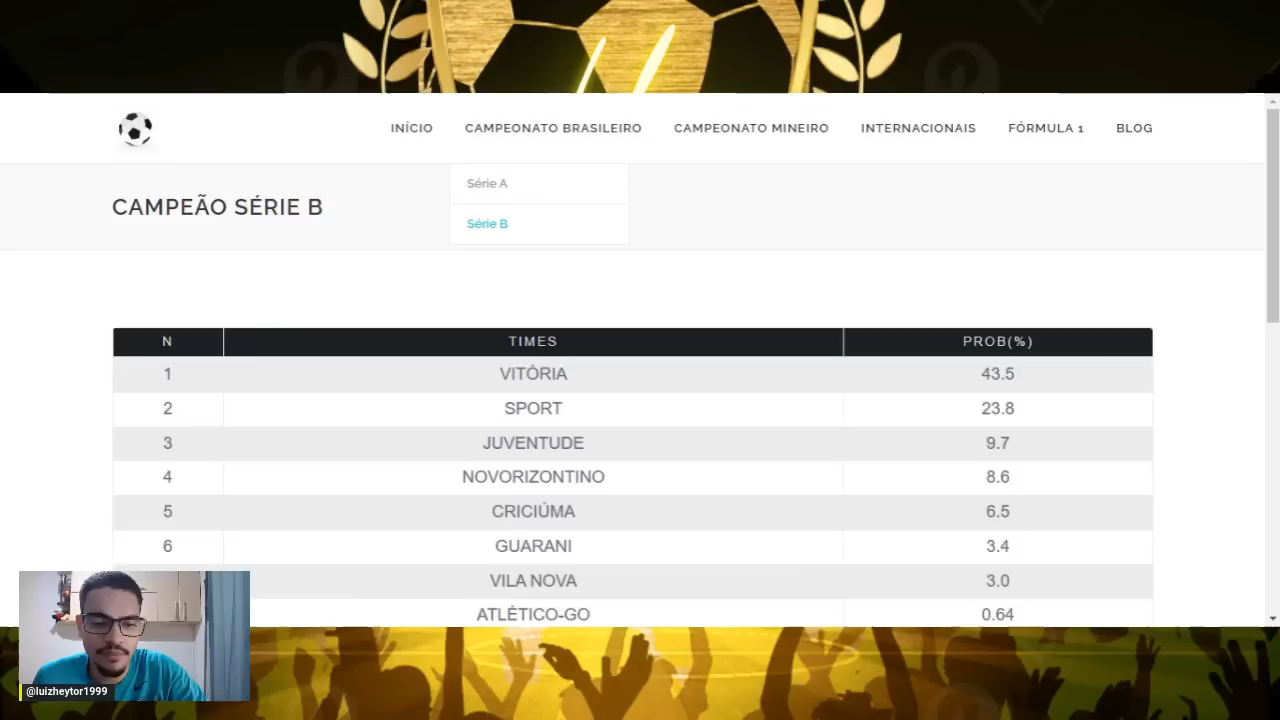 INÍCIO CAMPEONATO BRASILEIRO CAMPEONATO MINEIRO INTERNACIONAIS FÓRMULA 1 BLOG
Série A
CAMPEÃO SÉRIE B
Série B
N TIMES PROB(%)
1 VITÓRIA 43.5
2 SPORT 23.8
3 JUVENTUDE 9.7
4 NOVORIZONTINO 8.6
5 CRICIÚMA 6.5
6 GUARANI 3.4
VILA NOVA 3.0
ATLÉTICO-GO 0.64
@luizheytor1999